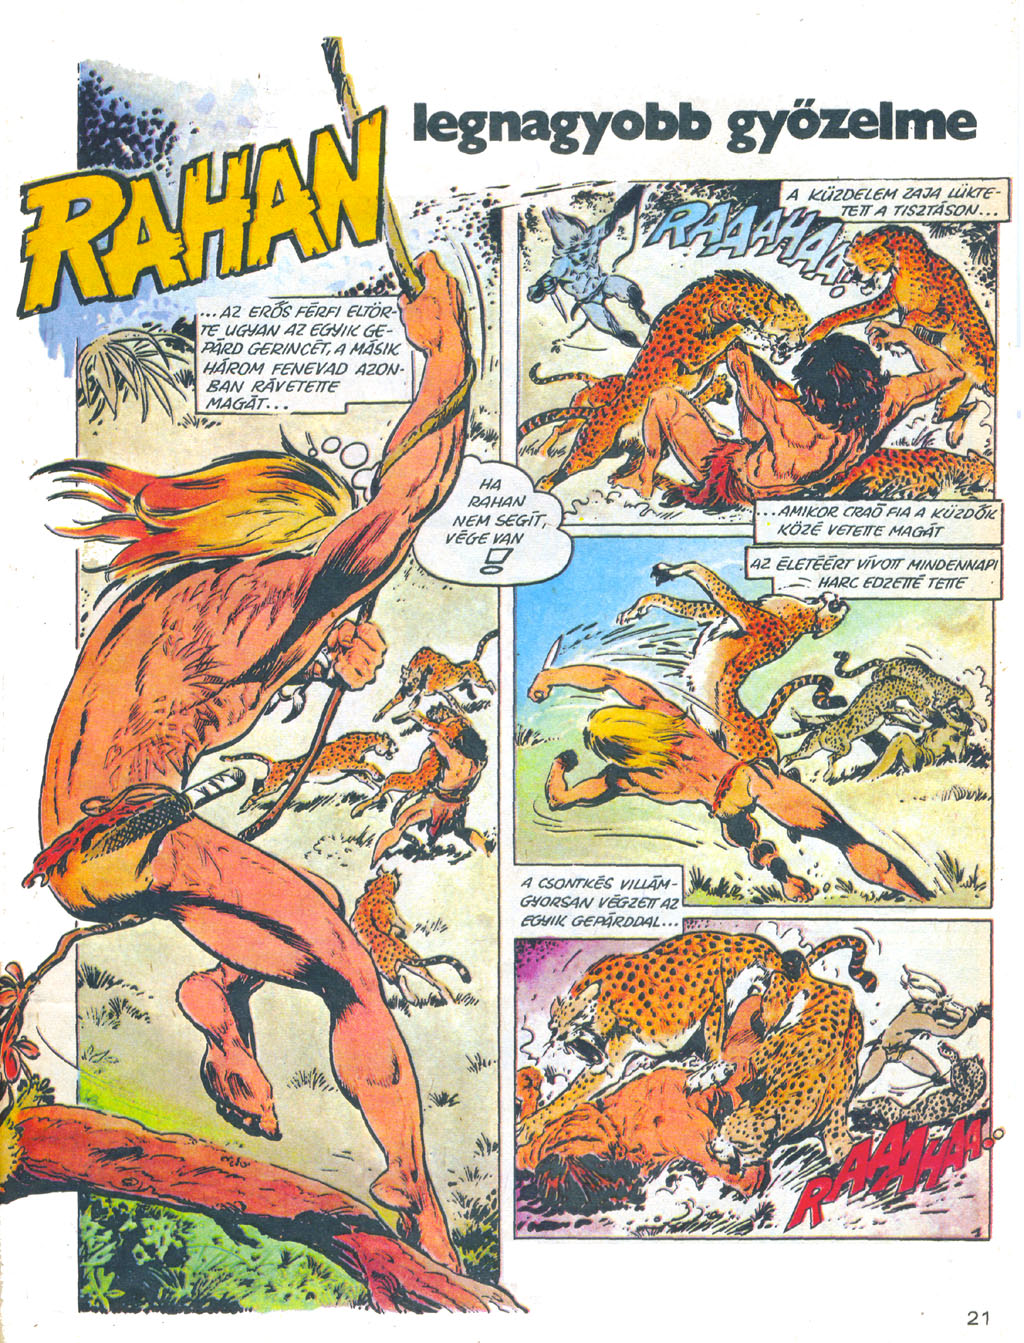 RAHAN
legnagyobb győzelme
...AZ ERŐS FÉRFI ELTÖR-
TE UGYAN AZ EGYIK GE-
PÁRD GERINCÉT, A MÁSIK
HÁROM FENEVAD AZON-
BAN RÁVETETTE
MAGÁT...
HA
RAHAN
NEM SEGÍT,
VÉGE VAN
!
A KÜZDELEM ZAJA LÜKTE-
TETT A TISZTÁSON...
RAAAHAAA...
...AMIKOR CRAÓ FIA A KÜZDŐK
KÖZÉ VETETTE MAGÁT
AZ ÉLETÉÉRT VÍVOTT MINDENNAPI
HARC EDZETTÉ TETTE
A CSONTKÉS VILLÁM-
GYORSAN VÉGZETT AZ
EGYIK GEPÁRDDAL...
RAAAHAA...
21